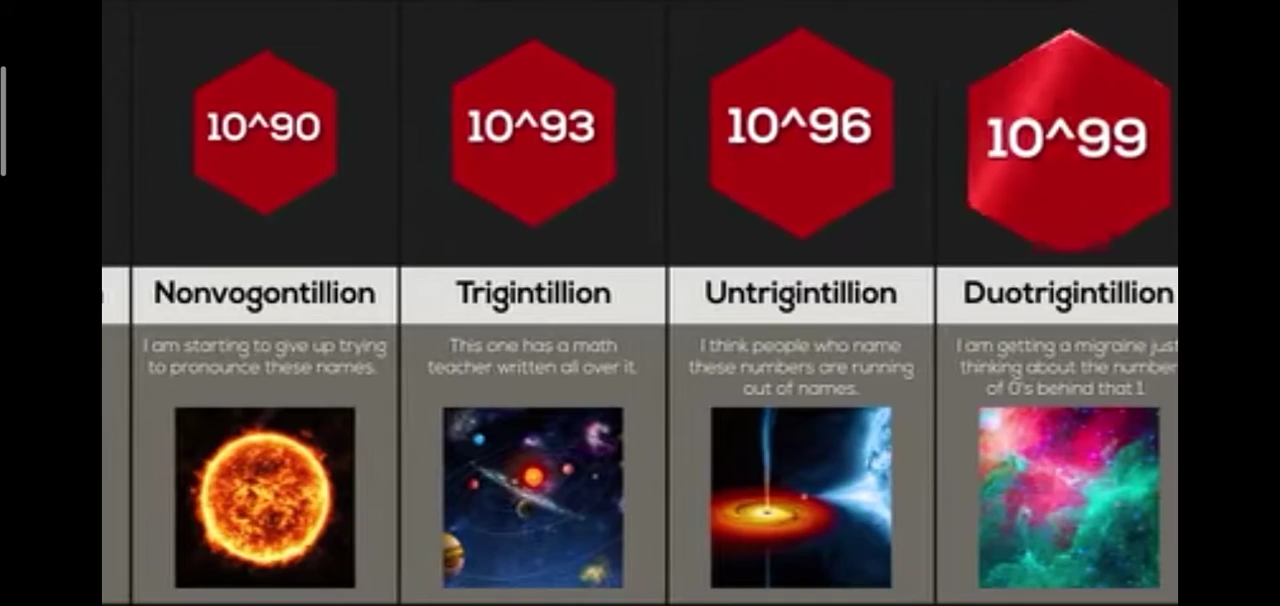 10^90
10^93
10^96
10^99
Nonvogontillion
Trigintillion
Untrigintillion
Duotrigintillion
I am starting to give up trying
to pronounce these names.
This one has a math
teacher written all over it.
I think people who name
these numbers are running
out of names.
I am getting a migraine just
thinking about the number
of 0's behind that 1.